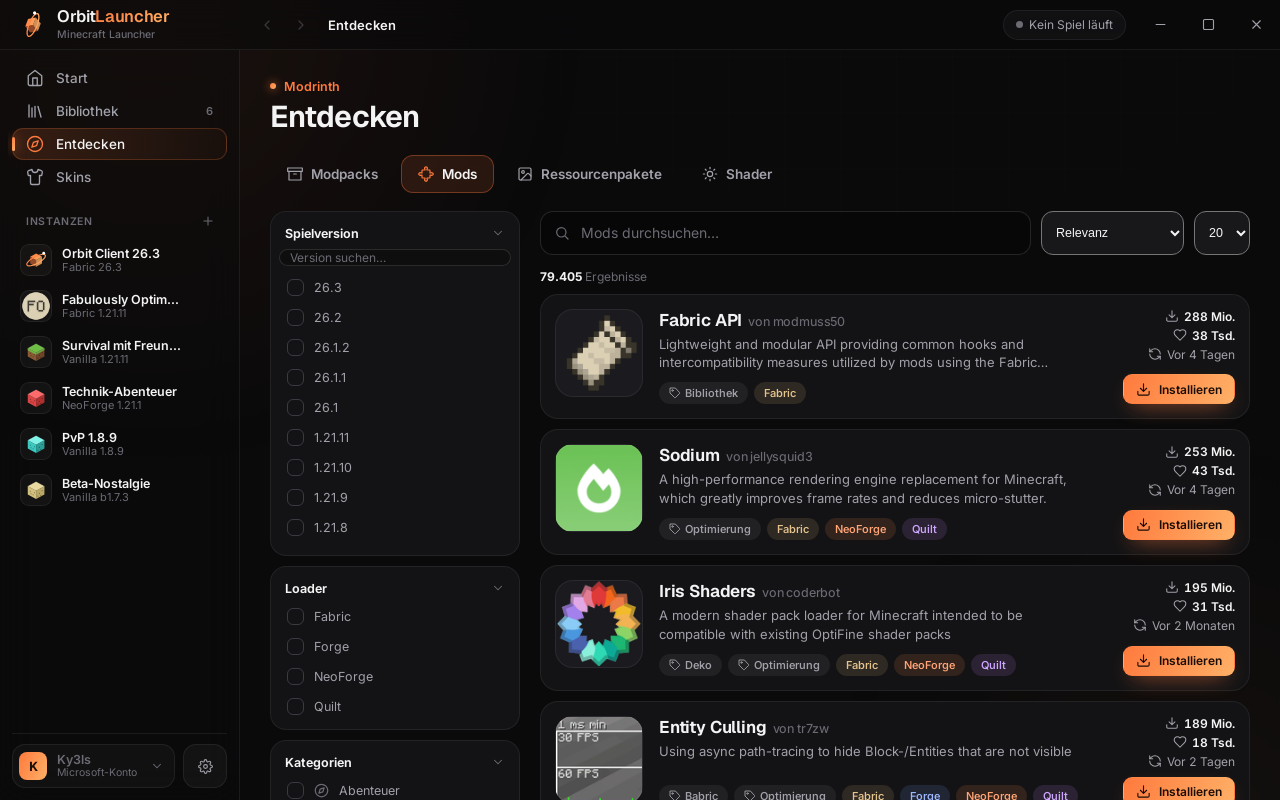 OrbitLauncher
Minecraft Launcher
Entdecken
Kein Spiel läuft
Start
Bibliothek 6
Entdecken
Skins
INSTANZEN
Orbit Client 26.3
Fabric 26.3
Fabulously Optim...
Fabric 1.21.11
Survival mit Freun...
Vanilla 1.21.11
Technik-Abenteuer
NeoForge 1.21.1
PvP 1.8.9
Vanilla 1.8.9
Beta-Nostalgie
Vanilla b1.7.3
K
Ky3ls
Microsoft-Konto
Modrinth
Entdecken
Modpacks
Mods
Ressourcenpakete
Shader
Spielversion
Version suchen...
26.3
26.2
26.1.2
26.1.1
26.1
1.21.11
1.21.10
1.21.9
1.21.8
Loader
Fabric
Forge
NeoForge
Quilt
Kategorien
Abenteuer
Mods durchsuchen...
Relevanz
20
79.405 Ergebnisse
Fabric API von modmuss50
Lightweight and modular API providing common hooks and
intercompatibility measures utilized by mods using the Fabric...
Bibliothek Fabric
288 Mio.
38 Tsd.
Vor 4 Tagen
Installieren
Sodium von jellysquid3
A high-performance rendering engine replacement for Minecraft,
which greatly improves frame rates and reduces micro-stutter.
Optimierung Fabric NeoForge Quilt
253 Mio.
43 Tsd.
Vor 4 Tagen
Installieren
Iris Shaders von coderbot
A modern shader pack loader for Minecraft intended to be
compatible with existing OptiFine shader packs
Deko Optimierung Fabric NeoForge Quilt
195 Mio.
31 Tsd.
Vor 2 Monaten
Installieren
1 ms min
30 FPS
60 FPS
Entity Culling von tr7zw
Using async path-tracing to hide Block-/Entities that are not visible
Babric Optimierung Fabric Forge NeoForge Quilt
189 Mio.
18 Tsd.
Vor 2 Tagen
Installieren
FO